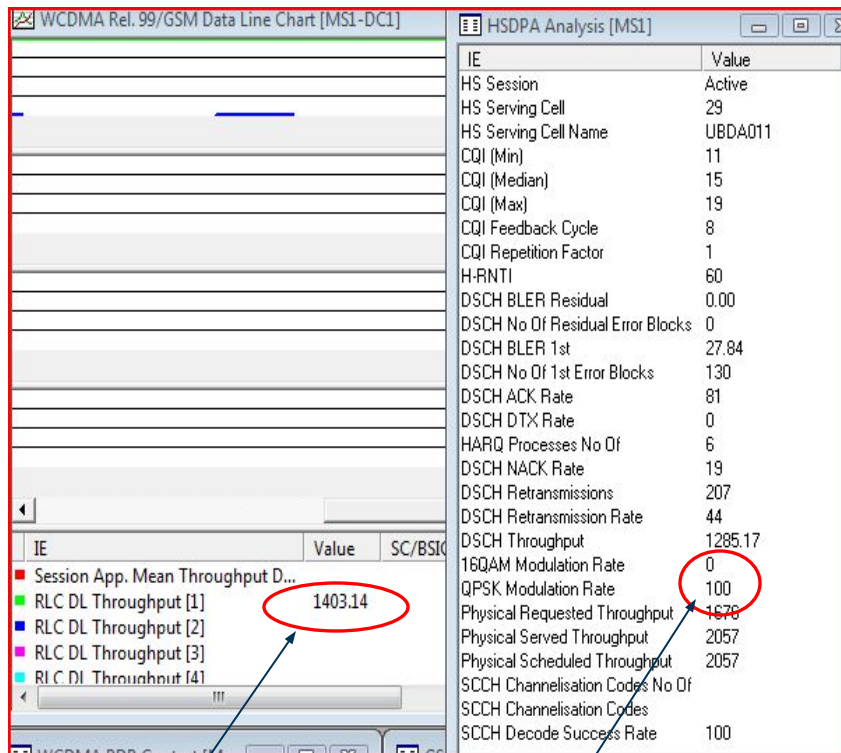 WCDMA Rel. 99/GSM Data Line Chart [MS1-DC1]
IE Value SC/BSIC
Session App. Mean Throughput D...
RLC DL Throughput [1] 1403.14
RLC DL Throughput [2]
RLC DL Throughput [3]
RLC DL Throughput [4]
HSDPA Analysis [MS1]
IE Value
HS Session Active
HS Serving Cell 29
HS Serving Cell Name UBDA011
CQI (Min) 11
CQI (Median) 15
CQI (Max) 19
CQI Feedback Cycle 8
CQI Repetition Factor 1
H-RNTI 60
DSCH BLER Residual 0.00
DSCH No Of Residual Error Blocks 0
DSCH BLER 1st 27.84
DSCH No Of 1st Error Blocks 130
DSCH ACK Rate 81
DSCH DTX Rate 0
HARQ Processes No Of 6
DSCH NACK Rate 19
DSCH Retransmissions 207
DSCH Retransmission Rate 44
DSCH Throughput 1285.17
16QAM Modulation Rate 0
QPSK Modulation Rate 100
Physical Requested Throughput 1676
Physical Served Throughput 2057
Physical Scheduled Throughput 2057
SCCH Channelisation Codes No Of
SCCH Channelisation Codes
SCCH Decode Success Rate 100